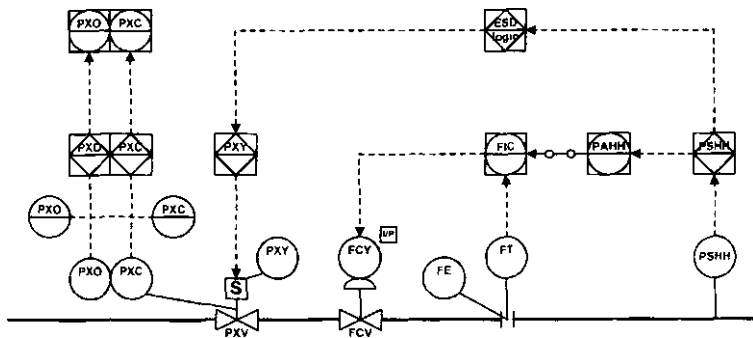 PXO PXC
ESD
logic
PXO PXC
PXY
FIC
PAHH
PSHH
PXO
PXC
I/P
PXO PXC
PXY
FCY
FE
FT
PSHH
S
PXV
FCV